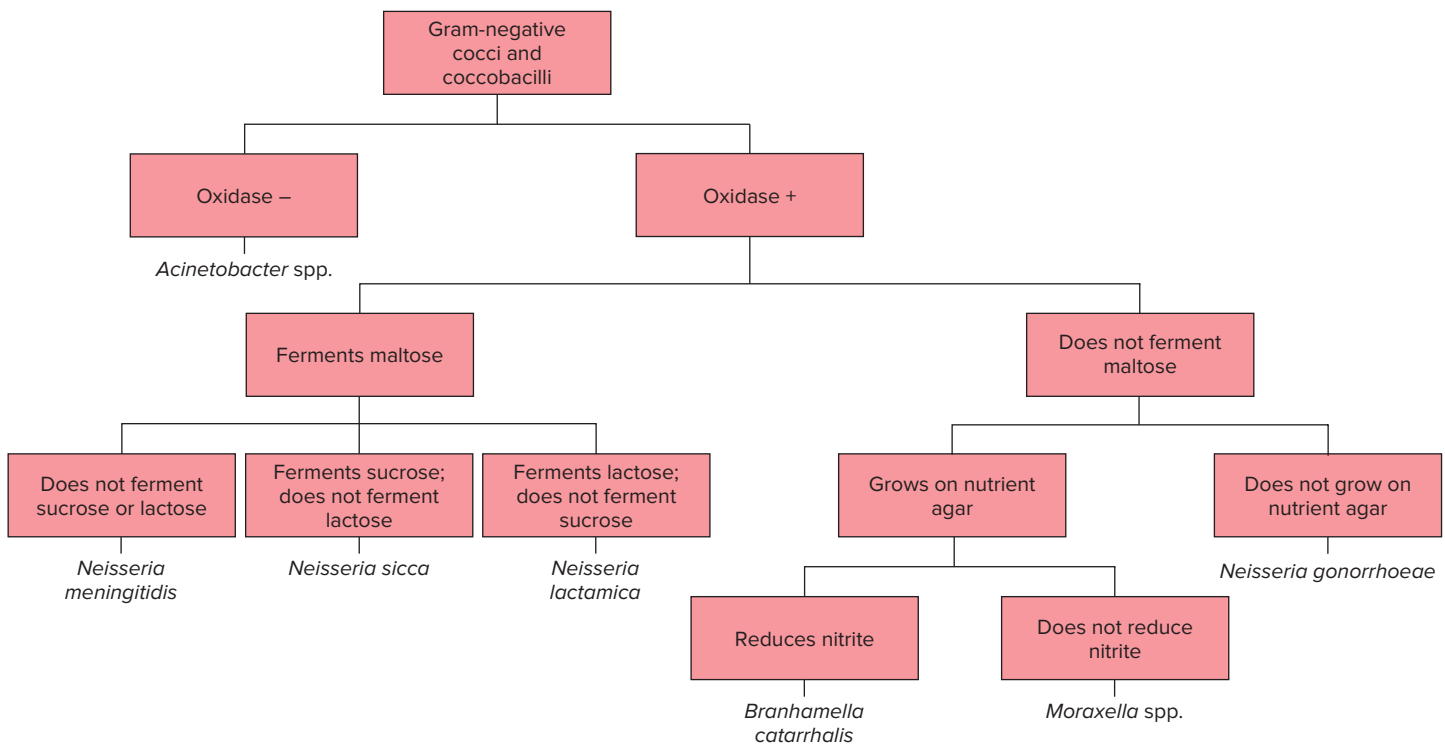 Gram-negative
cocci and
coccobacilli
Oxidase –
Oxidase +
Acinetobacter spp.
Ferments maltose
Does not ferment
maltose
Does not ferment
sucrose or lactose
Ferments sucrose;
does not ferment
lactose
Ferments lactose;
does not ferment
sucrose
Grows on nutrient
agar
Does not grow on
nutrient agar
Neisseria
meningitidis
Neisseria sicca
Neisseria
lactamica
Neisseria gonorrhoeae
Reduces nitrite
Does not reduce
nitrite
Branhamella
catarrhalis
Moraxella spp.